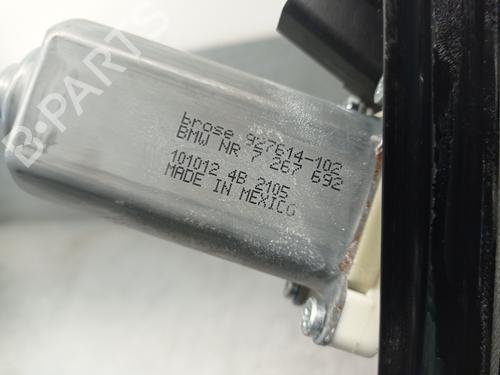 B-PARTS
brose 927614-102
BMW NR 7 267 692
101012 4B 2105
MADE IN MEXICO